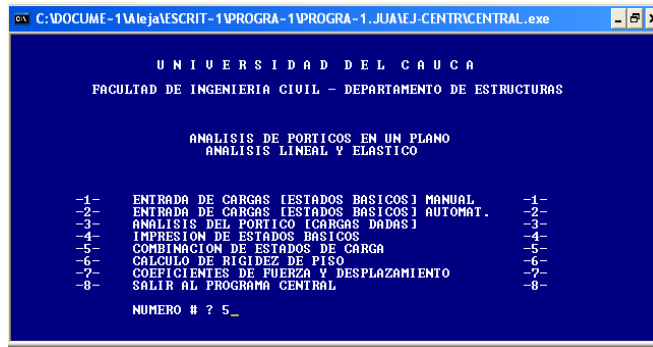 C:\DOCUME~1\Aleja\ESCRIT~1\PROGRA~1\PROGRA~1.JUA\EJ-CENTR\CENTRAL.exe
U N I V E R S I D A D   D E L   C A U C A
FACULTAD DE INGENIERIA CIVIL - DEPARTAMENTO DE ESTRUCTURAS
ANALISIS DE PORTICOS EN UN PLANO
ANALISIS LINEAL Y ELASTICO
-1- ENTRADA DE CARGAS [ESTADOS BASICOS] MANUAL -1-
-2- ENTRADA DE CARGAS [ESTADOS BASICOS] AUTOMAT. -2-
-3- ANALISIS DEL PORTICO [CARGAS DADAS] -3-
-4- IMPRESION DE ESTADOS BASICOS -4-
-5- COMBINACION DE ESTADOS DE CARGA -5-
-6- CALCULO DE RIGIDEZ DE PISO -6-
-7- COEFICIENTES DE FUERZA Y DESPLAZAMIENTO -7-
-8- SALIR AL PROGRAMA CENTRAL -8-
NUMERO # ? 5_